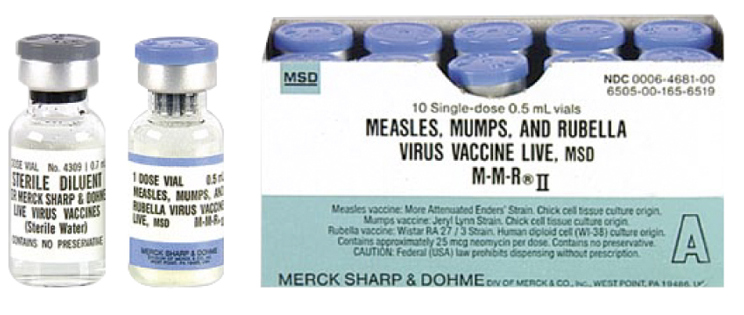 DOSE VIAL No. 4309 | 0.7 m
STERILE DILUENT
OR MERCK SHARP & DOHME
LIVE VIRUS VACCINES
(Sterile Water)
CONTAINS NO PRESERVATIVE
1 DOSE VIAL 0.5 mL
MEASLES, MUMPS, AND
RUBELLA VIRUS VACCINE
LIVE, MSD M-M-R®
MERCK SHARP & DOHME
MSD
NDC 0006-4681-00
6505-00-165-6519
10 Single-dose 0.5 mL vials
MEASLES, MUMPS, AND RUBELLA
VIRUS VACCINE LIVE, MSD
M-M-R® II
Measles vaccine: More Attenuated Enders' Strain. Chick cell tissue culture origin.
Mumps vaccine: Jeryl Lynn Strain. Chick cell tissue culture origin.
Rubella vaccine: Wistar RA 27 / 3 Strain. Human diploid cell (WI-38) culture origin.
Contains approximately 25 mcg neomycin per dose. Contains no preservative.
CAUTION: Federal (USA) law prohibits dispensing without prescription.
A
MERCK SHARP & DOHME DIV OF MERCK & CO., INC., WEST POINT, PA 19486,